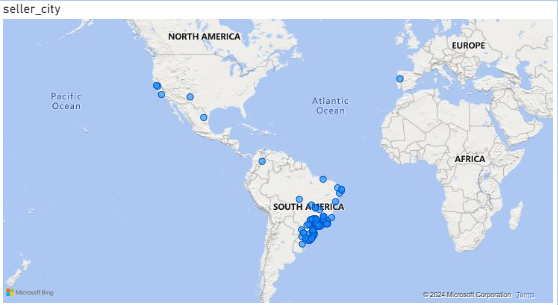 seller_city
NORTH AMERICA
EUROPE
Pacific
Ocean
Atlantic
Ocean
AFRICA
SOUTH AMERICA
Microsoft Bing
© 2024 Microsoft Corporation Terms